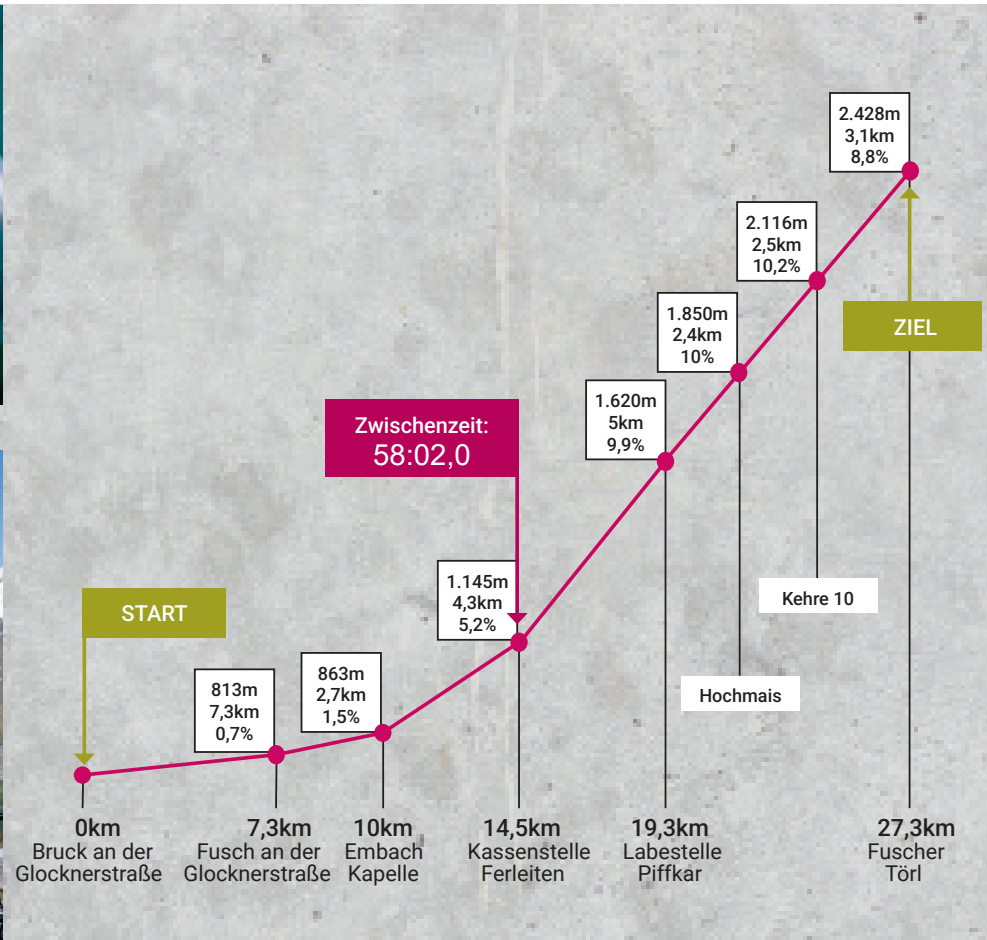 2.428m
3,1km
8,8%
2.116m
2,5km
10,2%
ZIEL
1.850m
2,4km
10%
1.620m
5km
9,9%
Zwischenzeit:
58:02,0
1.145m
4,3km
5,2%
START
Kehre 10
863m
2,7km
1,5%
813m
7,3km
0,7%
Hochmais
0km
Bruck an der
Glocknerstraße
7,3km
Fusch an der
Glocknerstraße
10km
Embach
Kapelle
14,5km
Kassenstelle
Ferleiten
19,3km
Labestelle
Piffkar
27,3km
Fuscher
Törl